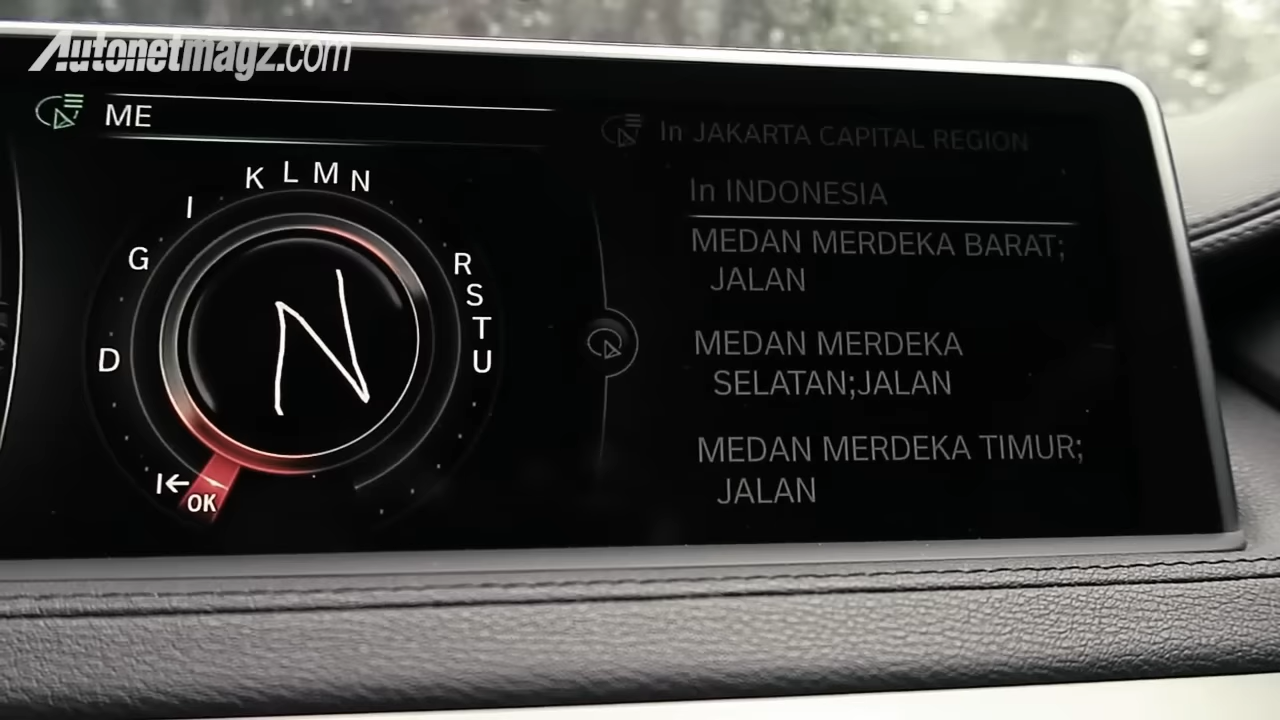 Autonetmagz.com
ME
K L M N
I
G
D
R
S
T
U
N
I←
OK
In JAKARTA CAPITAL REGION
In INDONESIA
MEDAN MERDEKA BARAT;
JALAN
MEDAN MERDEKA
SELATAN;JALAN
MEDAN MERDEKA TIMUR;
JALAN